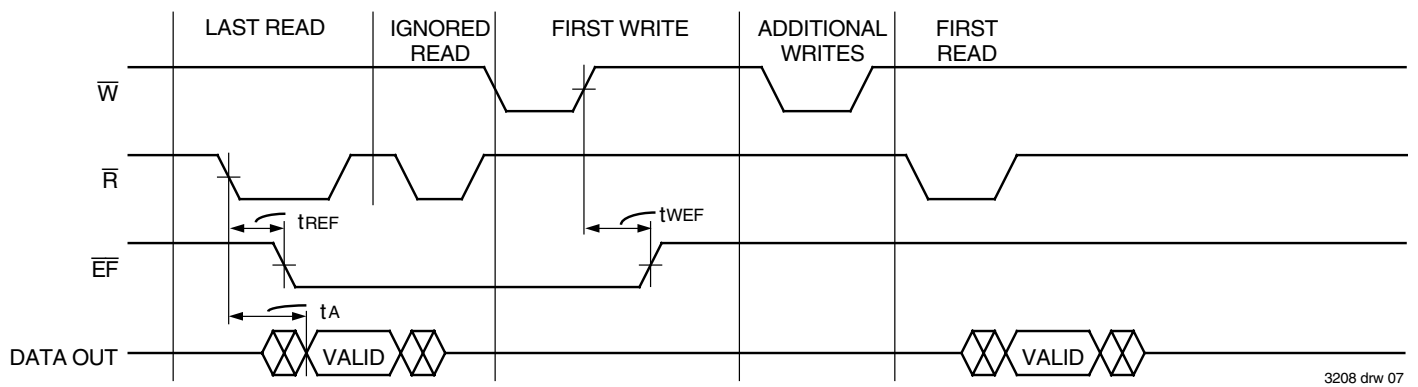 LAST READ
IGNORED
READ
FIRST WRITE
ADDITIONAL
WRITES
FIRST
READ
W̅
R̅
tREF
tWEF
E̅F̅
tA
DATA OUT
VALID
VALID
3208 drw 07